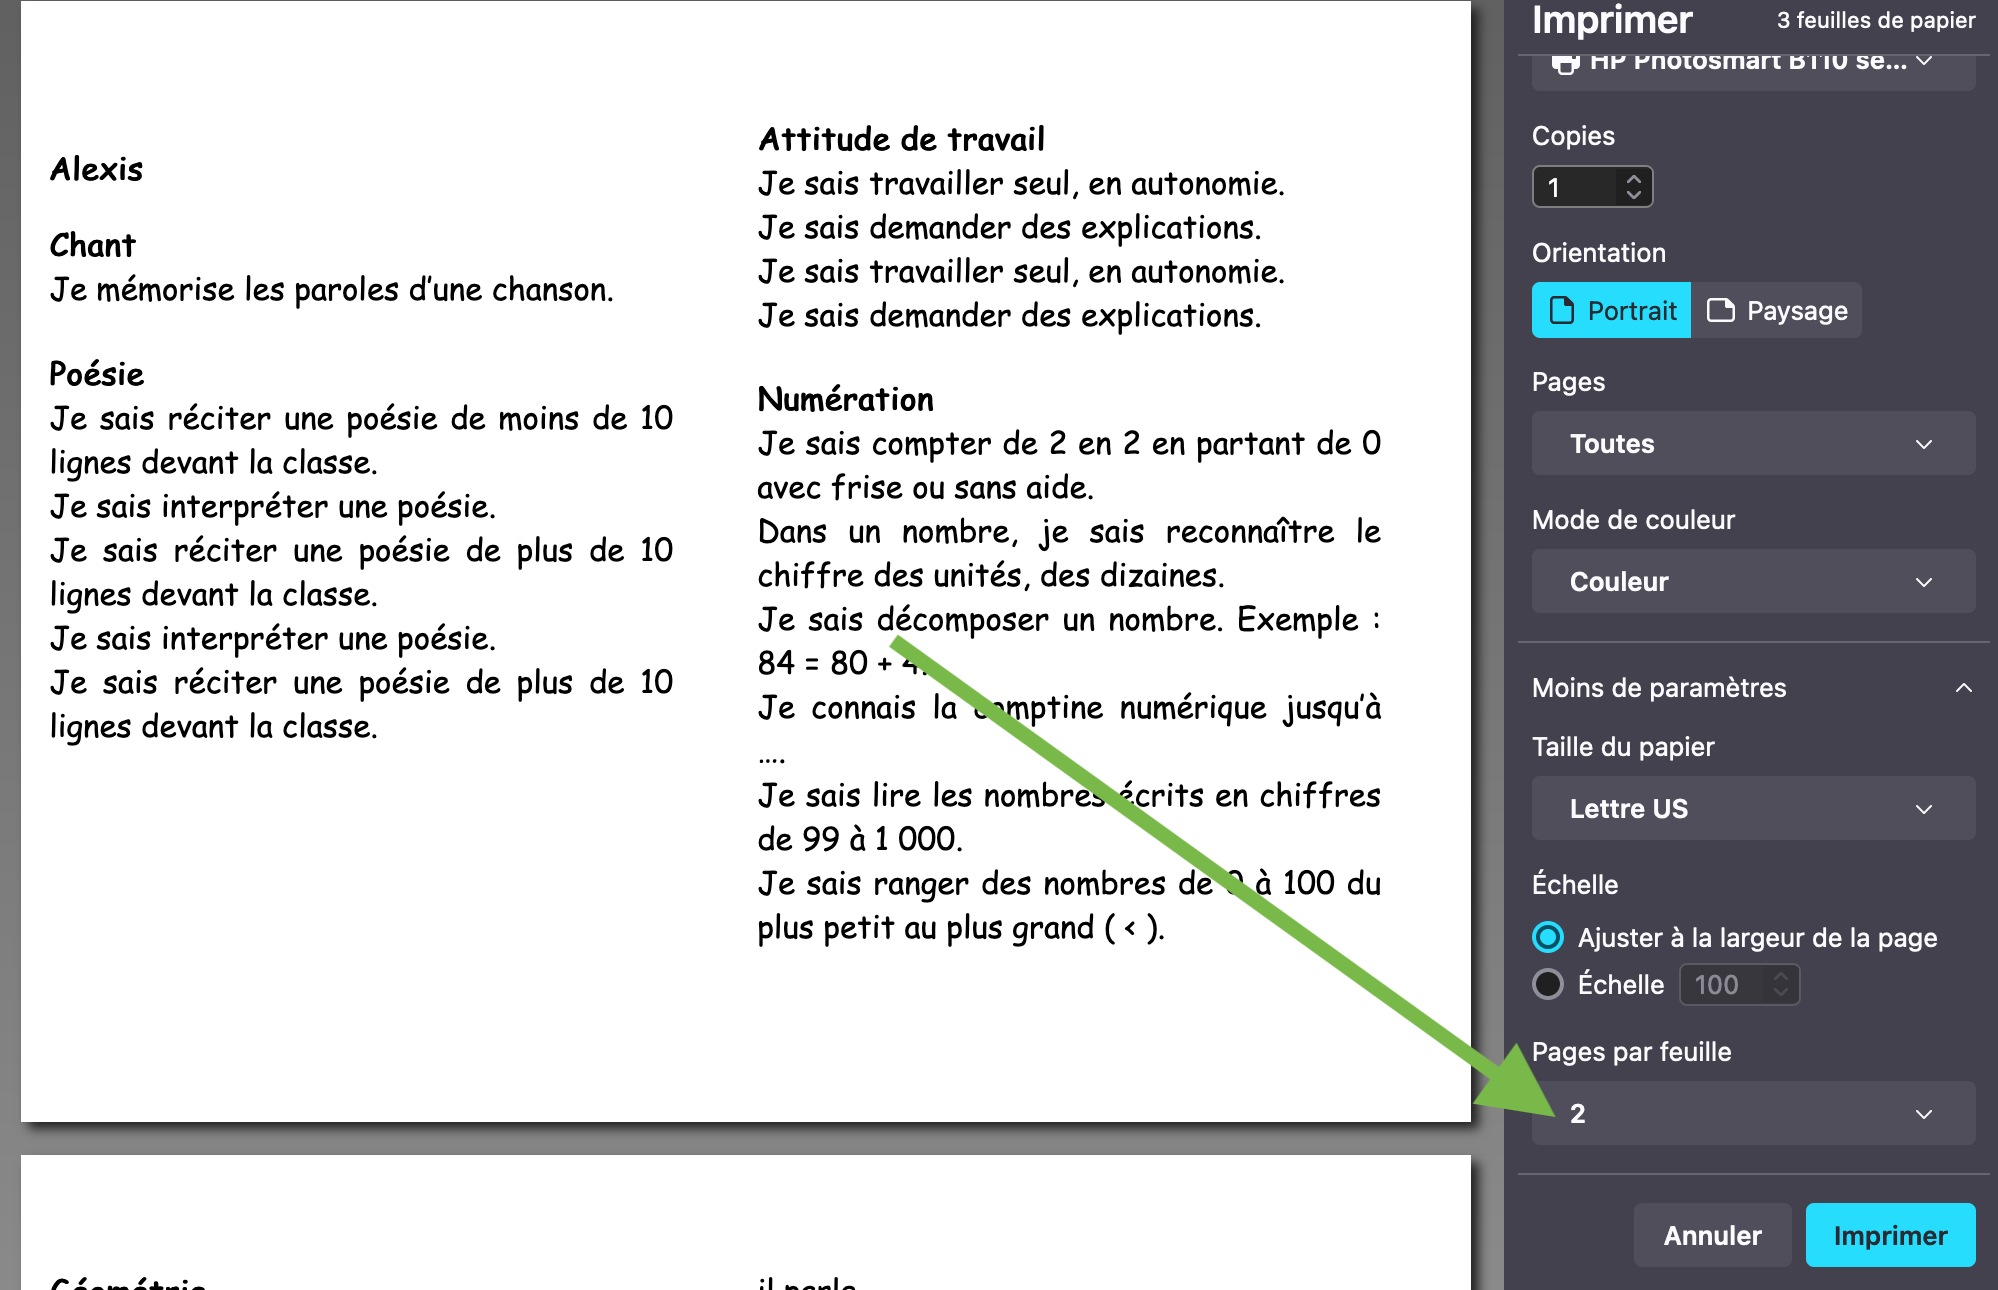 Alexis
Chant
Je mémorise les paroles d'une chanson.
Poésie
Je sais réciter une poésie de moins de 10
lignes devant la classe.
Je sais interpréter une poésie.
Je sais réciter une poésie de plus de 10
lignes devant la classe.
Je sais interpréter une poésie.
Je sais réciter une poésie de plus de 10
lignes devant la classe.
Attitude de travail
Je sais travailler seul, en autonomie.
Je sais demander des explications.
Je sais travailler seul, en autonomie.
Je sais demander des explications.
Numération
Je sais compter de 2 en 2 en partant de 0
avec frise ou sans aide.
Dans un nombre, je sais reconnaître le
chiffre des unités, des dizaines.
Je sais décomposer un nombre. Exemple :
84 = 80 + 4.
Je connais la comptine numérique jusqu'à
....
Je sais lire les nombres écrits en chiffres
de 99 à 1 000.
Je sais ranger des nombres de 0 à 100 du
plus petit au plus grand ( < ).
Géométrie
il parle
Imprimer
3 feuilles de papier
HP Photosmart B110 se...
Copies
1
Orientation
Portrait
Paysage
Pages
Toutes
Mode de couleur
Couleur
Moins de paramètres
Taille du papier
Lettre US
Échelle
Ajuster à la largeur de la page
Échelle
100
Pages par feuille
2
Annuler
Imprimer